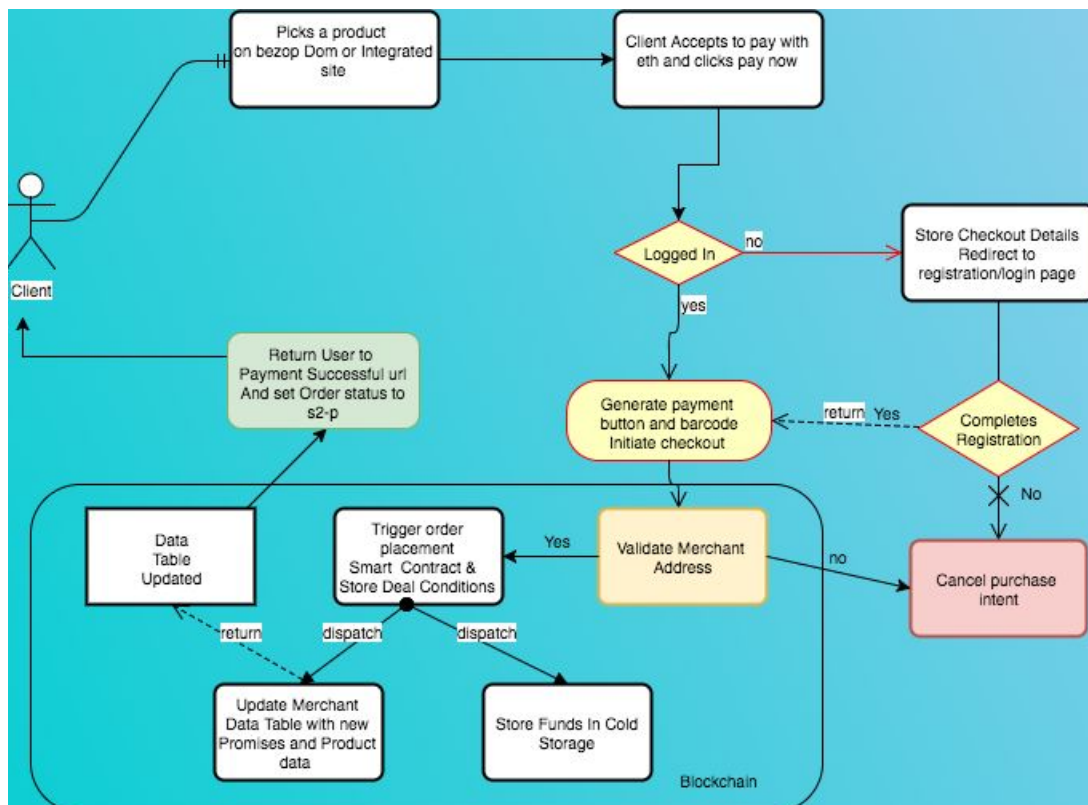 Picks a product
on bezop Dom or Integrated
site
Client Accepts to pay with
eth and clicks pay now
Logged In
no
Store Checkout Details
Redirect to
registration/login page
Client
yes
Return User to
Payment Successful url
And set Order status to
s2-p
Generate payment
button and barcode
Initiate checkout
return
Yes
Completes
Registration
No
Data
Table
Updated
Trigger order
placement
Smart Contract &
Store Deal Conditions
Yes
Validate Merchant
Address
no
Cancel purchase
intent
return
dispatch
dispatch
Update Merchant
Data Table with new
Promises and Product
data
Store Funds In Cold
Storage
Blockchain